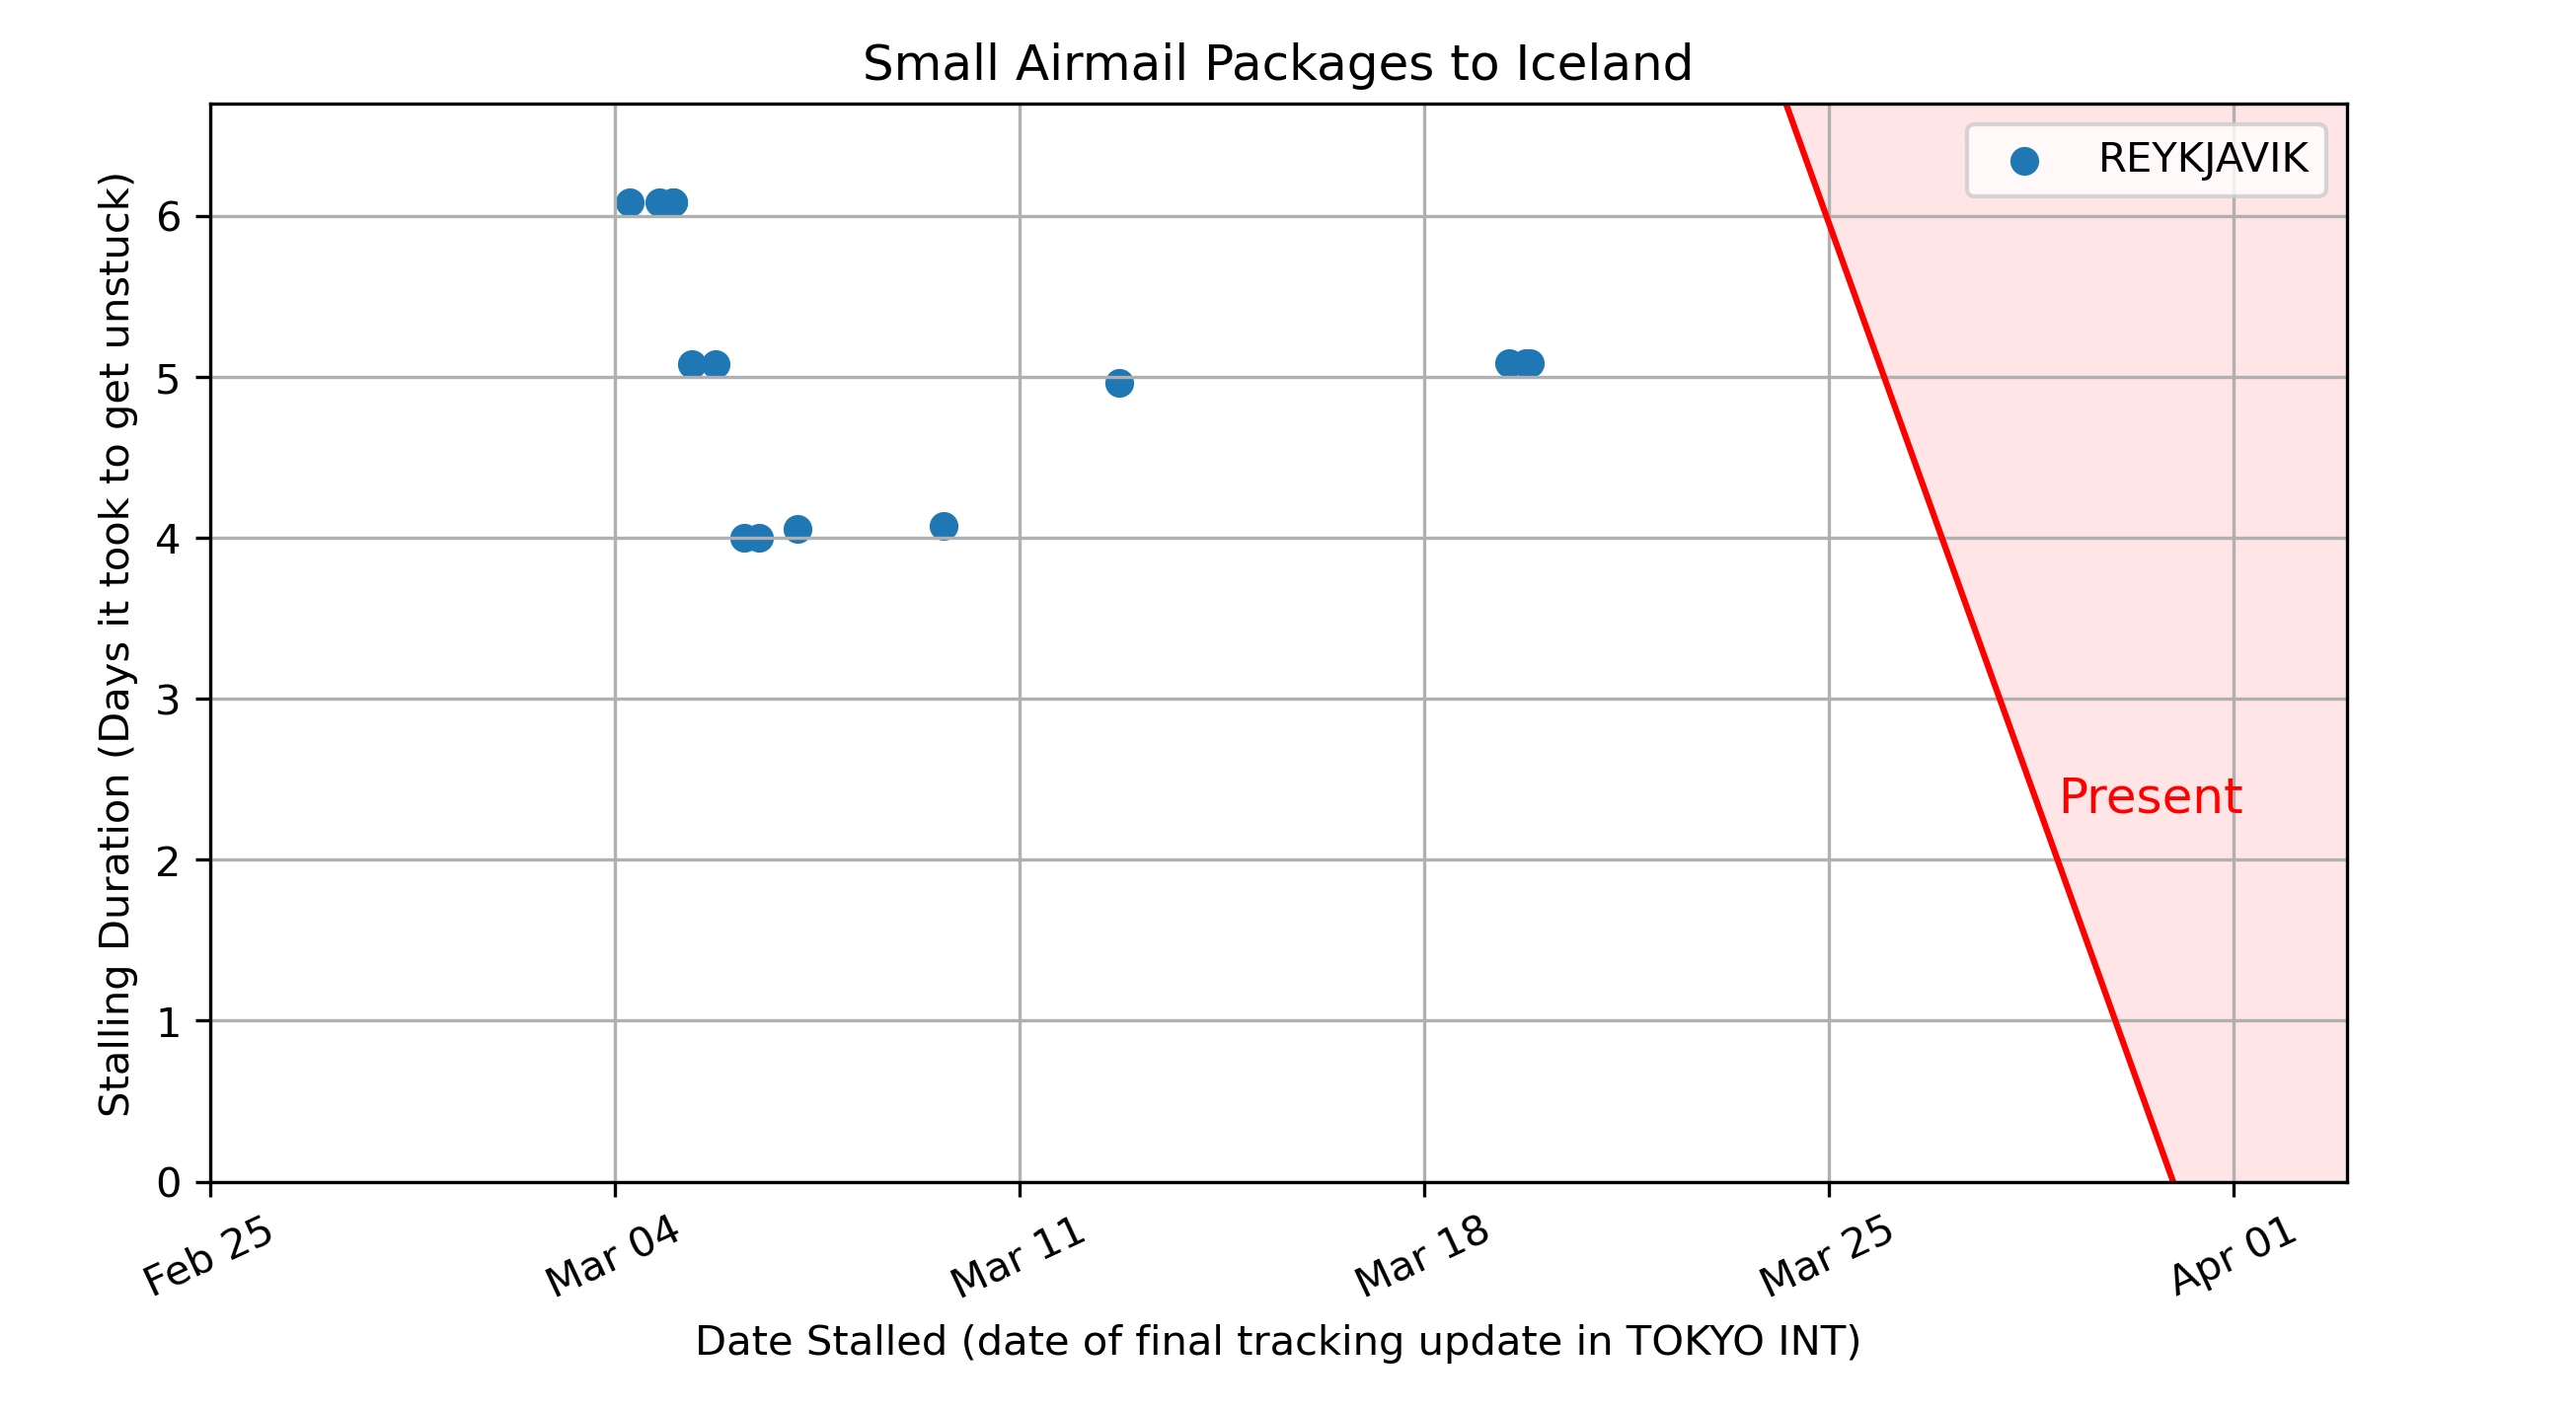 Small Airmail Packages to Iceland
REYKJAVIK
Stalling Duration (Days it took to get unstuck)
6
5
4
3
2
1
0
Present
Feb 25
Mar 04
Mar 11
Mar 18
Mar 25
Apr 01
Date Stalled (date of final tracking update in TOKYO INT)